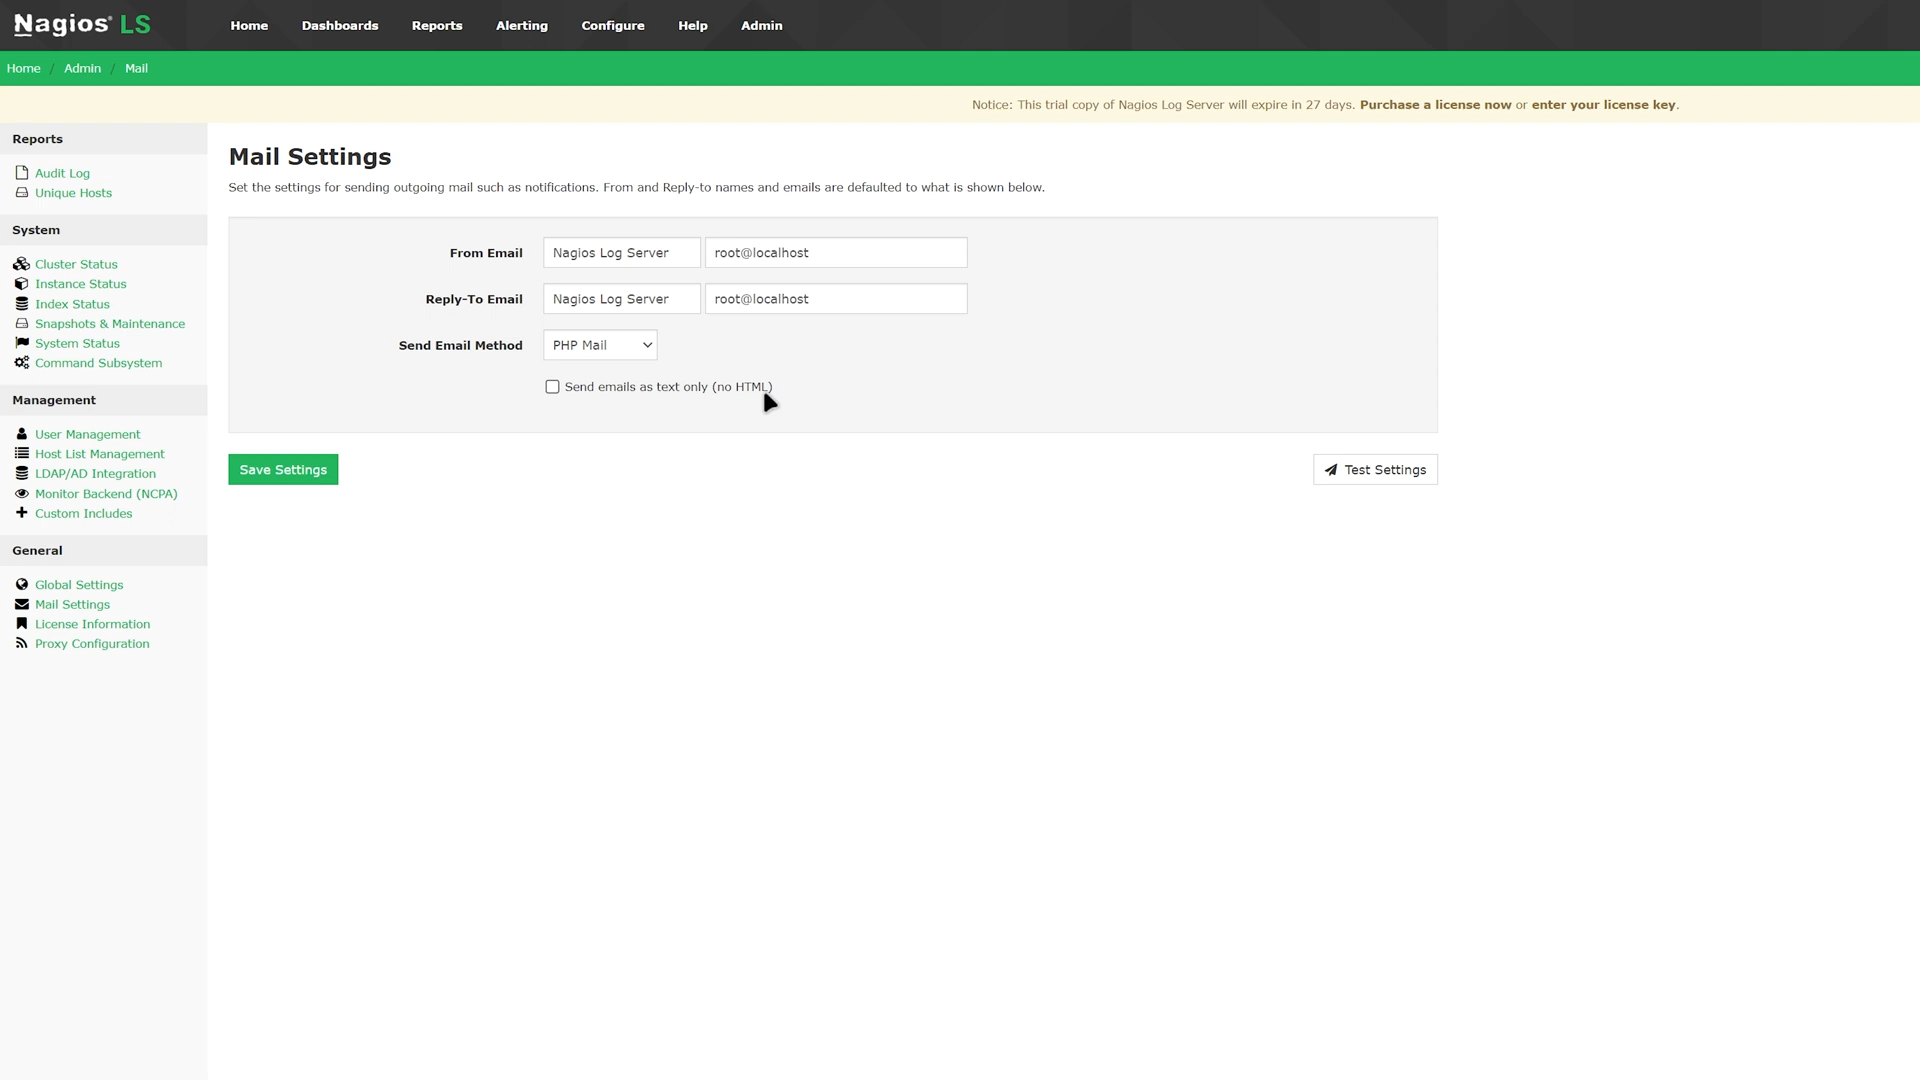 Nagios® LS
Home
Dashboards
Reports
Alerting
Configure
Help
Admin
Home / Admin / Mail
Notice: This trial copy of Nagios Log Server will expire in 27 days. Purchase a license now or enter your license key.
Reports
Audit Log
Unique Hosts
System
Cluster Status
Instance Status
Index Status
Snapshots & Maintenance
System Status
Command Subsystem
Management
User Management
Host List Management
LDAP/AD Integration
Monitor Backend (NCPA)
Custom Includes
General
Global Settings
Mail Settings
License Information
Proxy Configuration
Mail Settings
Set the settings for sending outgoing mail such as notifications. From and Reply-to names and emails are defaulted to what is shown below.
From Email Nagios Log Server root@localhost
Reply-To Email Nagios Log Server root@localhost
Send Email Method PHP Mail
Send emails as text only (no HTML)
Save Settings
Test Settings